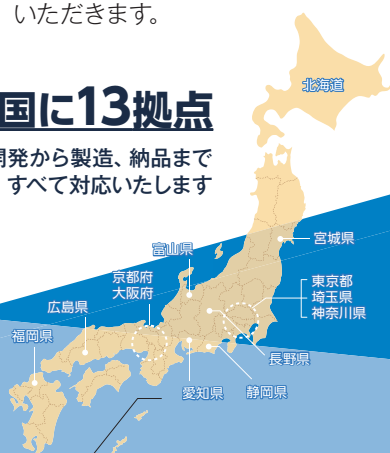 いただきます。
国に13拠点
開発から製造、納品まで
すべて対応いたします
北海道
宮城県
富山県
東京都
埼玉県
神奈川県
京都府
大阪府
広島県
福岡県
長野県
愛知県
静岡県